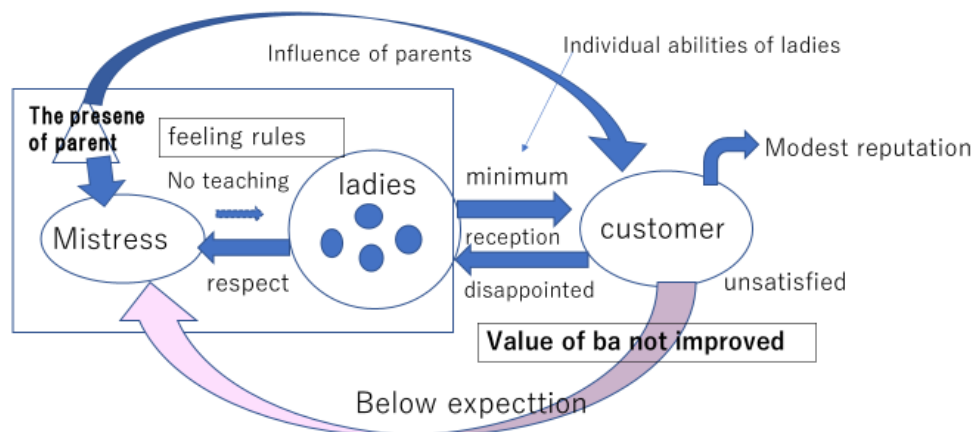 Influence of parents
Individual abilities of ladies
The presene
of parent
feeling rules
No teaching
ladies
minimum
Modest reputation
Mistress
reception
customer
respect
disappointed
unsatisfied
Value of ba not improved
Below expecttion